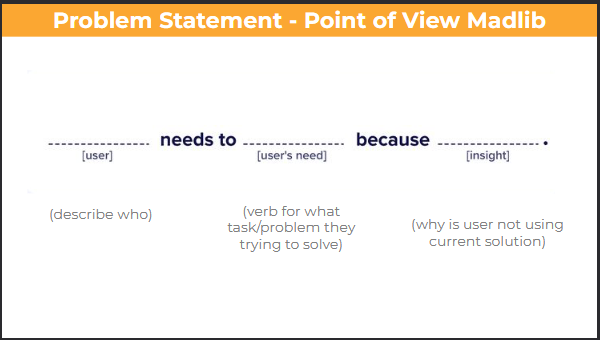 Problem Statement - Point of View Madlib
needs to because .
[user] [user's need] [insight]
(describe who)
(verb for what
task/problem they
trying to solve)
(why is user not using
current solution)